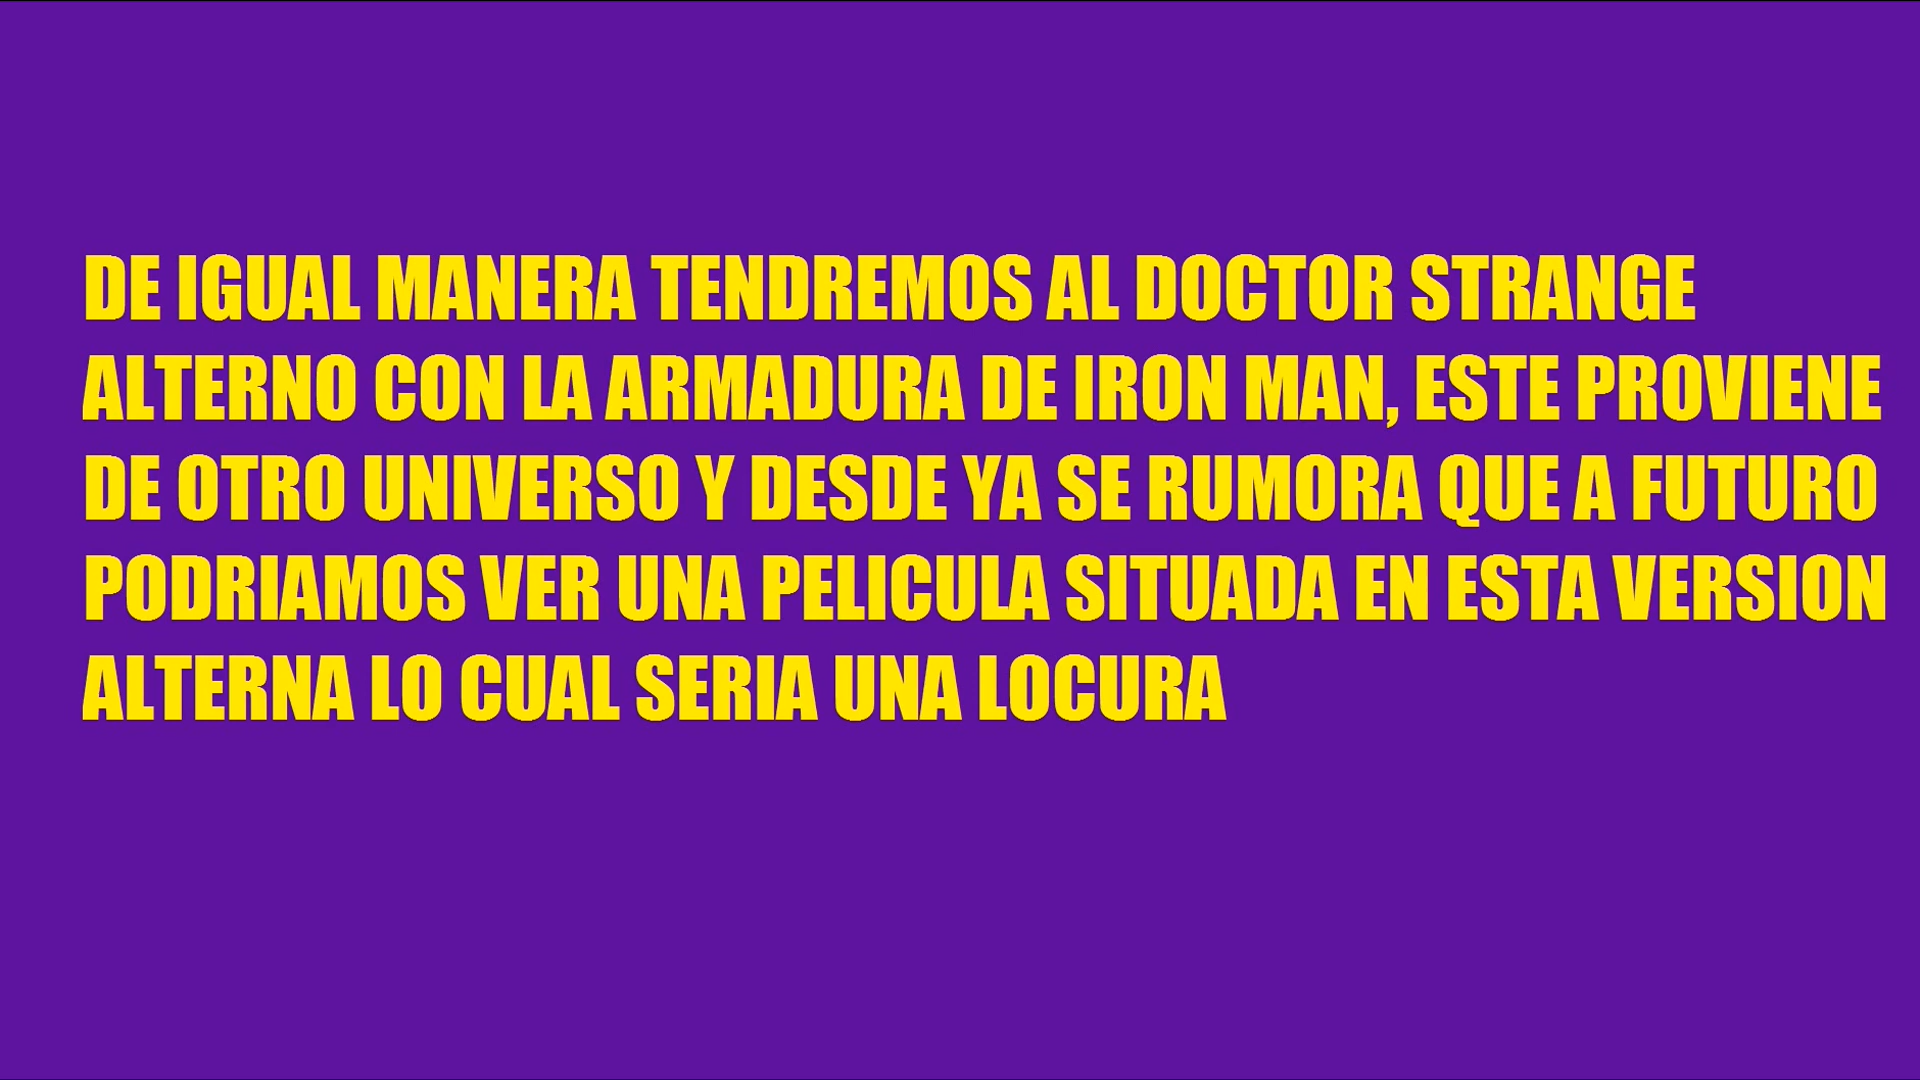 DE IGUAL MANERA TENDREMOS AL DOCTOR STRANGE
ALTERNO CON LA ARMADURA DE IRON MAN, ESTE PROVIENE
DE OTRO UNIVERSO Y DESDE YA SE RUMORA QUE A FUTURO
PODRIAMOS VER UNA PELICULA SITUADA EN ESTA VERSION
ALTERNA LO CUAL SERIA UNA LOCURA